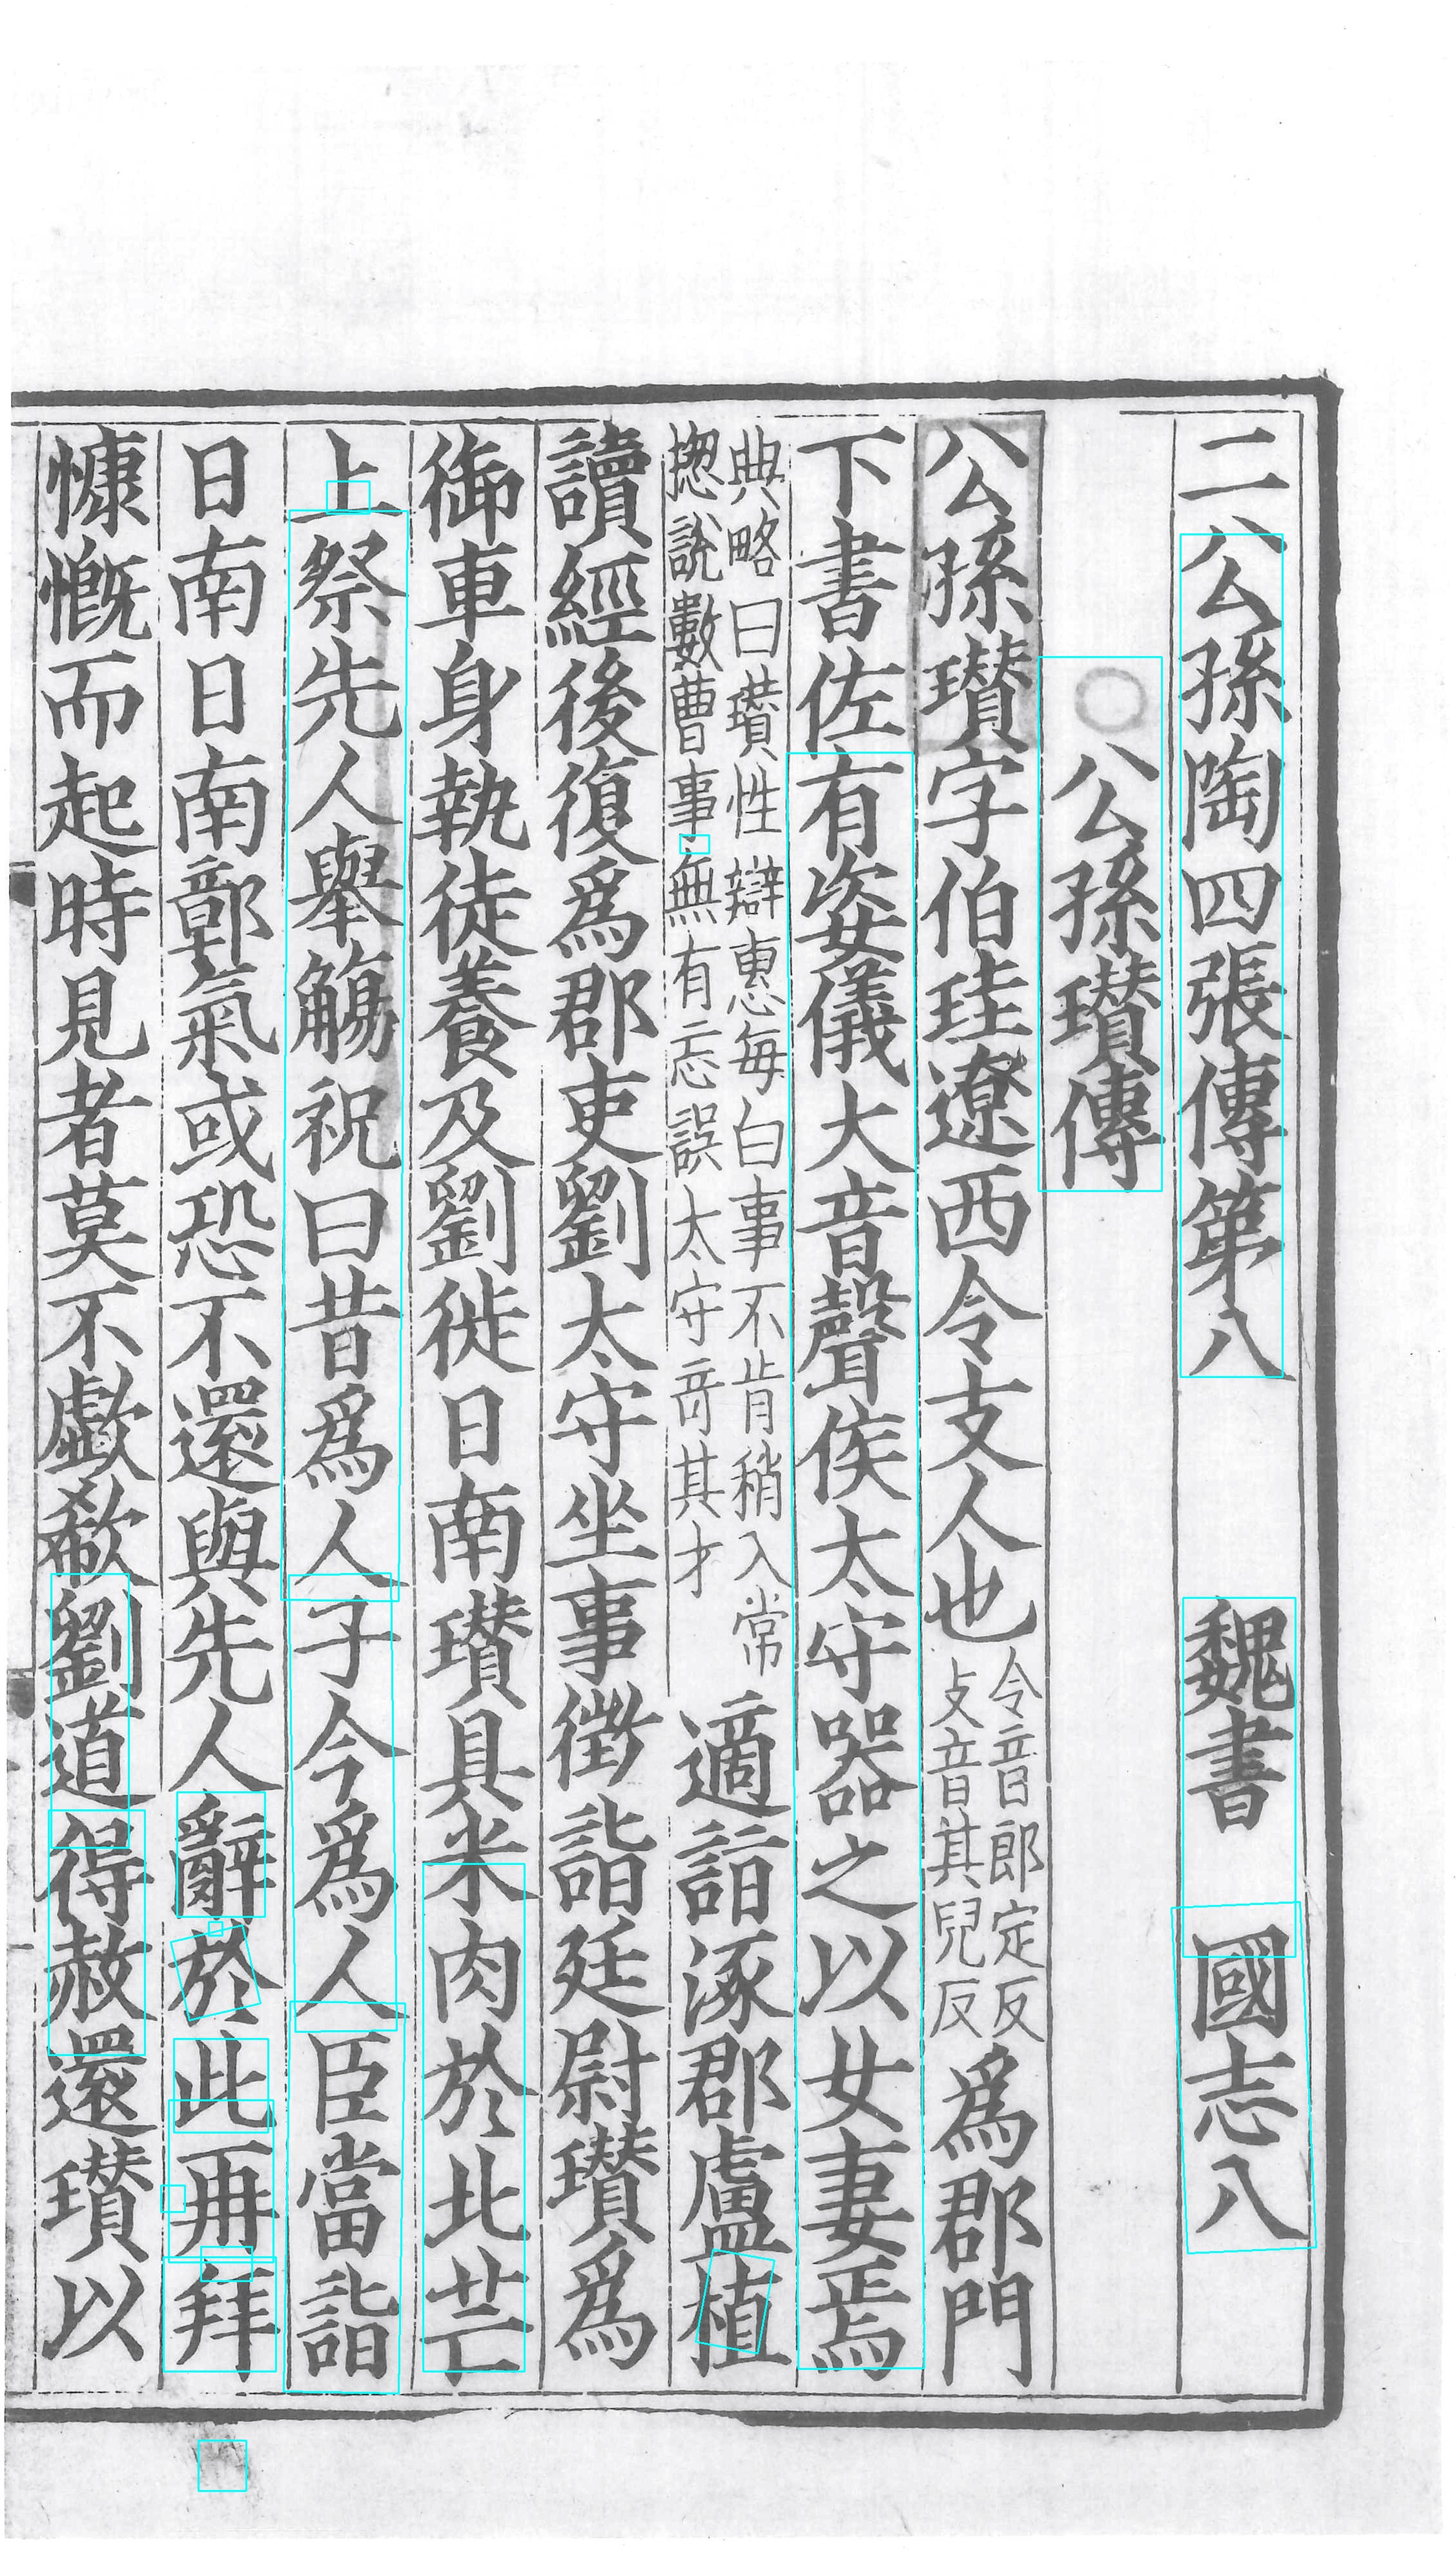 二公孫陶四張傳第八 魏書 國志八
○公孫瓚傳
公孫瓚字伯珪遼西令支人也令音郎定反支音其兒反爲郡門
下書佐有姿儀大音聲侯太守器之以女妻焉
典略曰瓚性辯惠每白事不肯稍入常
揔說數曹事無有忘誤太守奇其才
適詣涿郡盧植
讀經後復爲郡吏劉太守坐事徵詣廷尉瓚爲
御車身執徒養及劉徙日南瓚具米肉於北芒
上祭先人舉觴祝曰昔爲人子今爲人臣當詣
日南日南鄣氣或恐不還與先人辭於此再拜
慷慨而起時見者莫不歔欷劉道得赦還瓚以